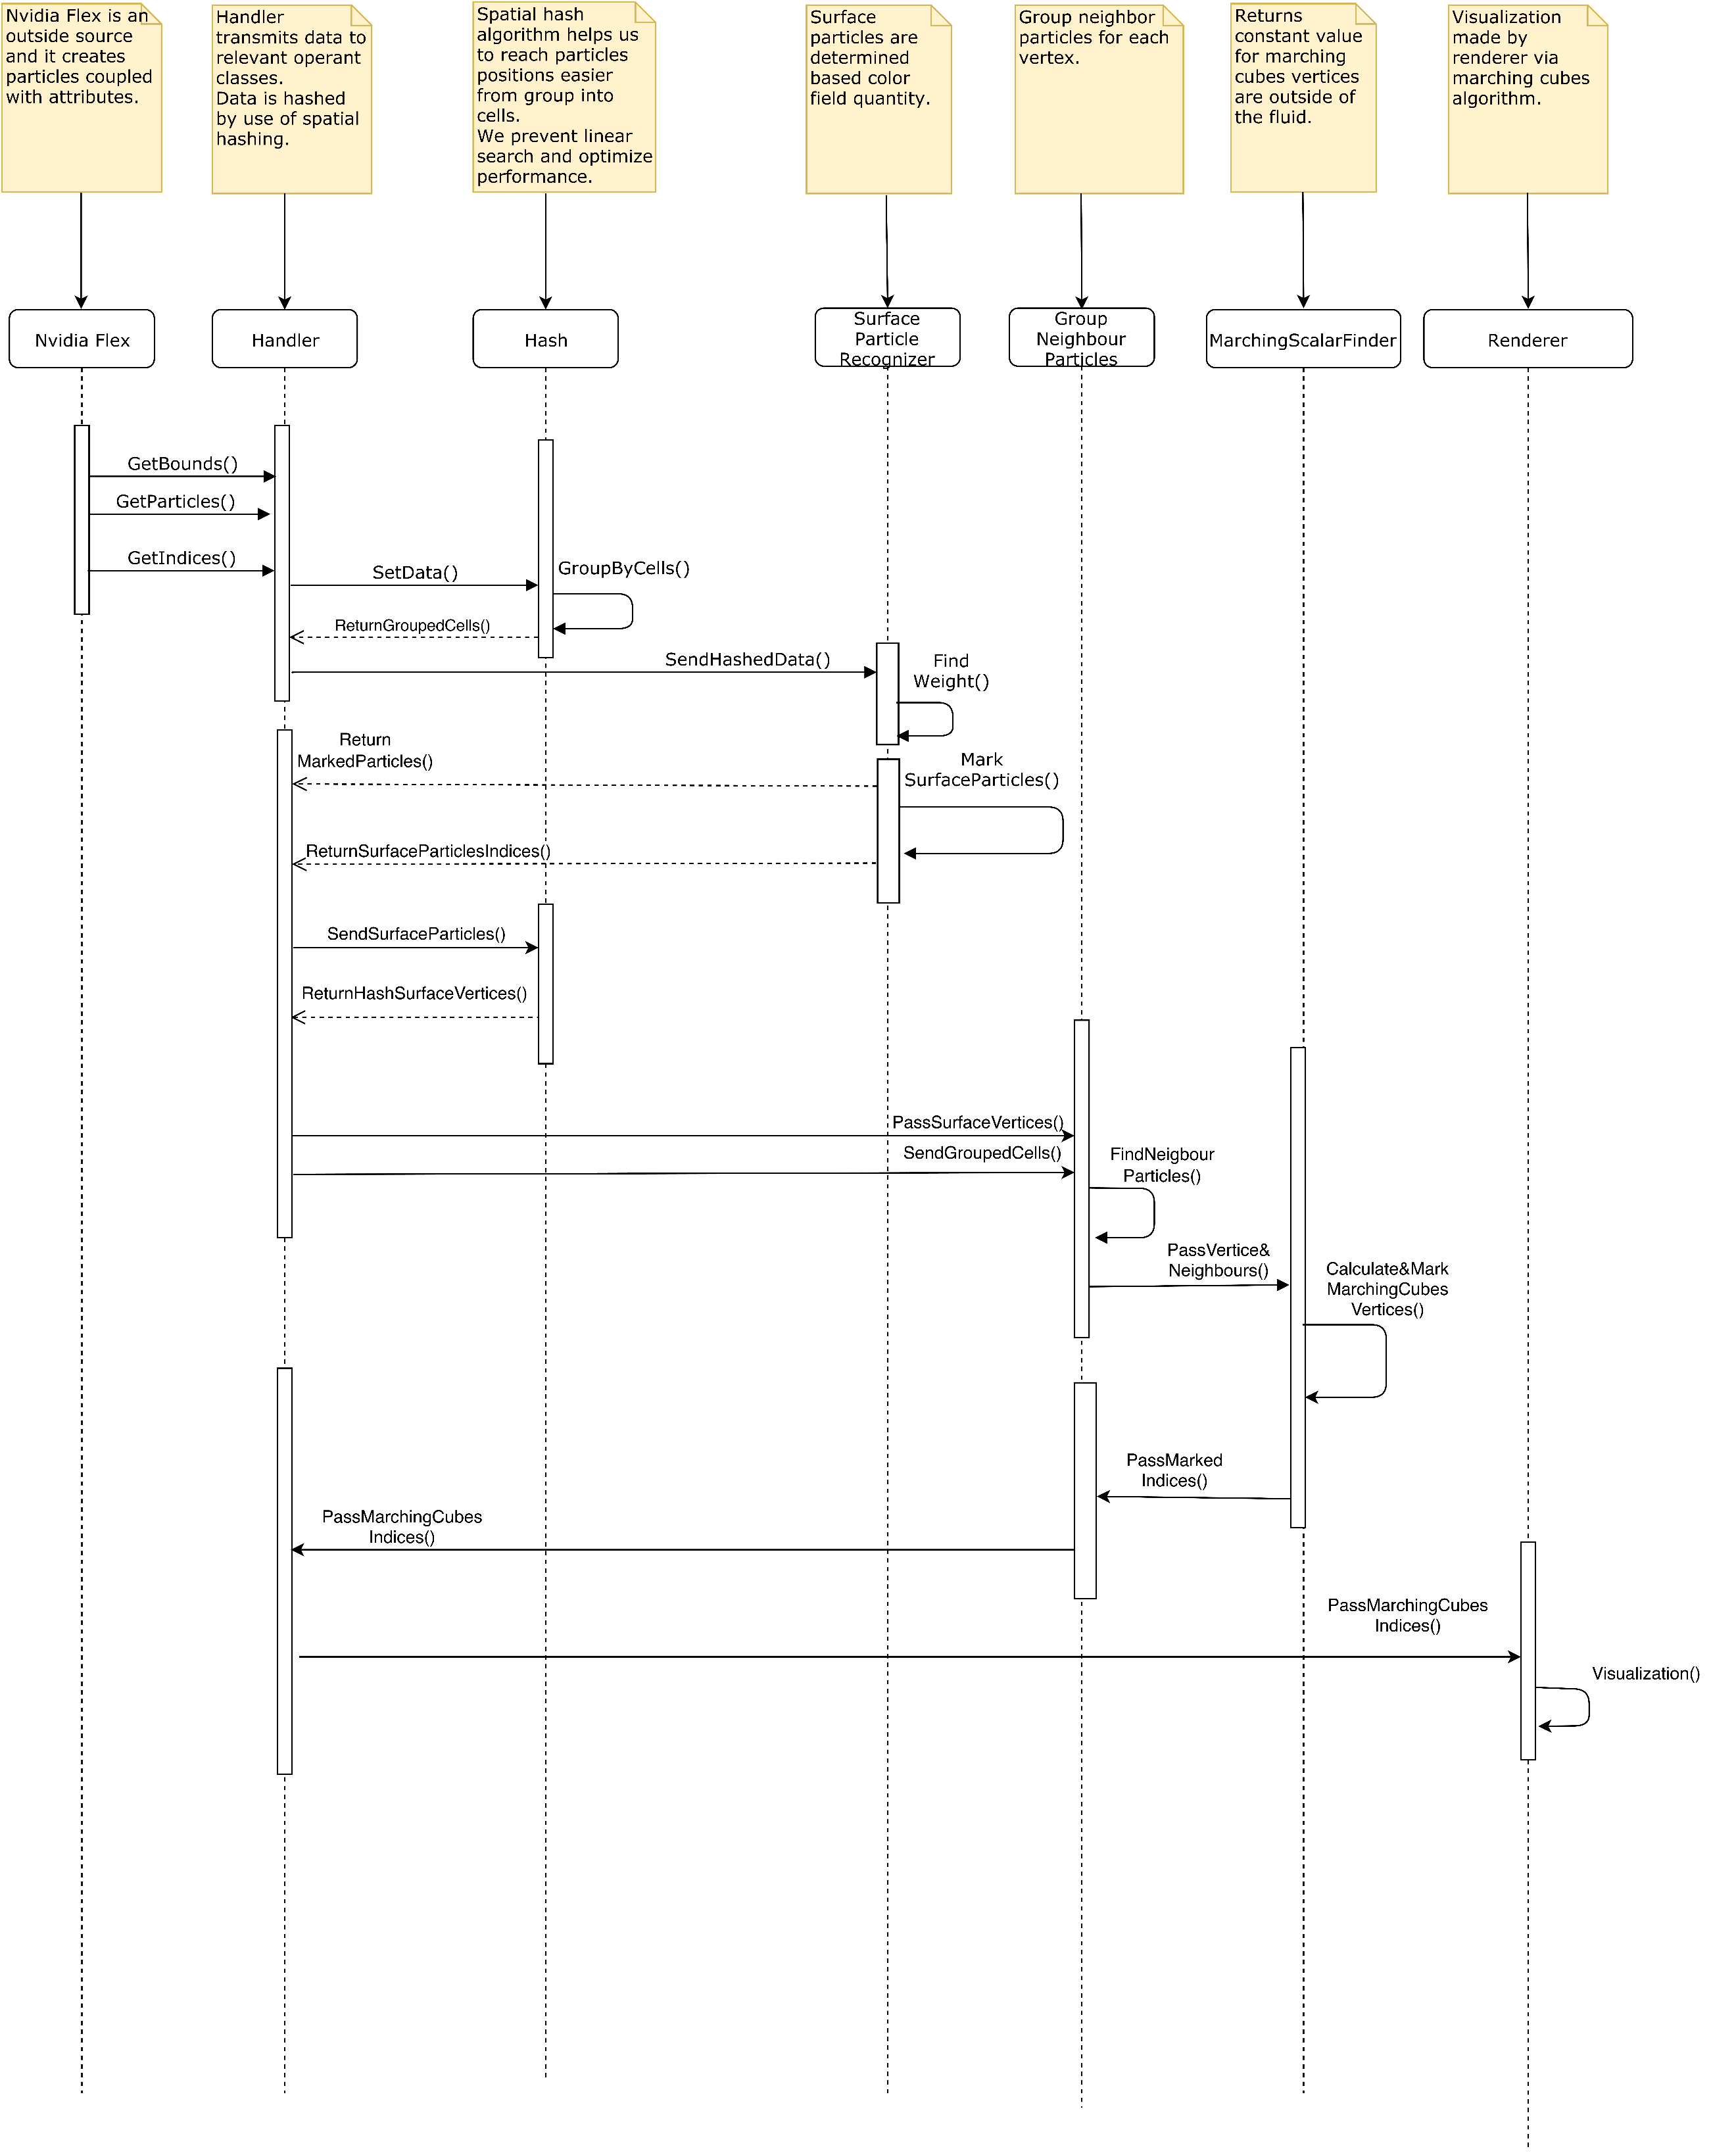 Nvidia Flex is an
outside source
and it creates
particles coupled
with attributes.
Handler
transmits data to
relevant operant
classes.
Data is hashed
by use of spatial
hashing.
Spatial hash
algorithm helps us
to reach particles
positions easier
from group into
cells.
We prevent linear
search and optimize
performance.
Surface
particles are
determined
based color
field quantity.
Group neighbor
particles for each
vertex.
Returns
constant value
for marching
cubes vertices
are outside of
the fluid.
Visualization
made by
renderer via
marching cubes
algorithm.
Nvidia Flex
Handler
Hash
Surface
Particle
Recognizer
Group
Neighbour
Particles
MarchingScalarFinder
Renderer
GetBounds()
GetParticles()
GetIndices()
SetData()
GroupByCells()
ReturnGroupedCells()
SendHashedData()
Find
Weight()
Return
MarkedParticles()
Mark
SurfaceParticles()
ReturnSurfaceParticlesIndices()
SendSurfaceParticles()
ReturnHashSurfaceVertices()
PassSurfaceVertices()
SendGroupedCells()
FindNeigbour
Particles()
PassVertice&
Neighbours()
Calculate&Mark
MarchingCubes
Vertices()
PassMarked
Indices()
PassMarchingCubes
Indices()
PassMarchingCubes
Indices()
Visualization()